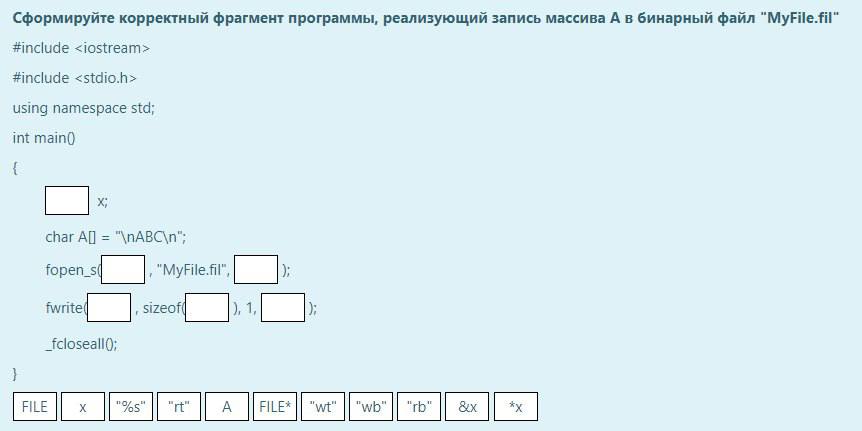 Сформируйте корректный фрагмент программы, реализующий запись массива А в бинарный файл "MyFile.fil"
#include <iostream>
#include <stdio.h>
using namespace std;
int main()
{
x;
char A[] = "\nABC\n";
fopen_s( , "MyFile.fil", );
fwrite( , sizeof( ), 1, );
_fcloseall();
}
FILE x "%s" "rt" A FILE* "wt" "wb" "rb" &x *x